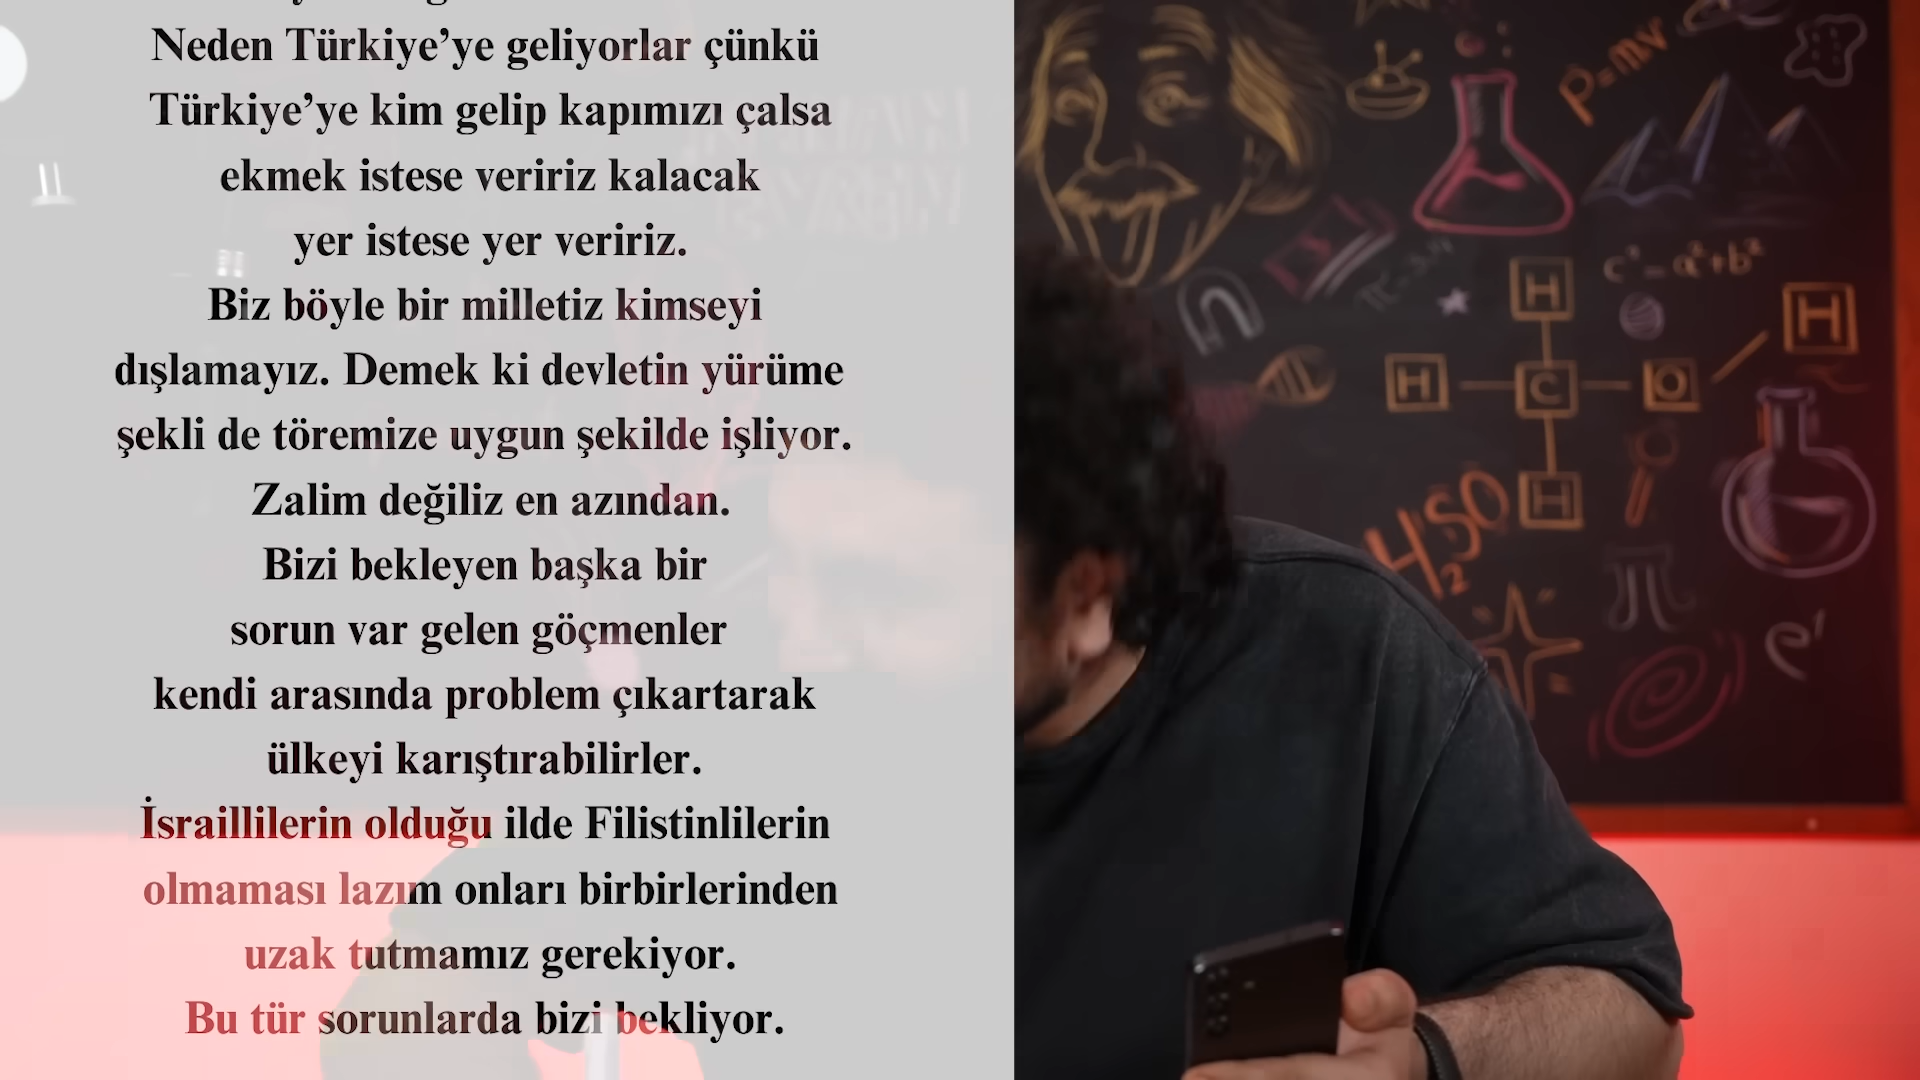 Neden Türkiye’ye geliyorlar çünkü
Türkiye’ye kim gelip kapımızı çalsa
ekmek istese veririz kalacak
yer istese yer veririz.
Biz böyle bir milletiz kimseyi
dışlamayız. Demek ki devletin yürüme
şekli de töremize uygun şekilde işliyor.
Zalim değiliz en azından.
Bizi bekleyen başka bir
sorun var gelen göçmenler
kendi arasında problem çıkartarak
ülkeyi karıştırabilirler.
İsraillilerin olduğu ilde Filistinlilerin
olmaması lazım onları birbirlerinden
uzak tutmamız gerekiyor.
Bu tür sorunlarda bizi bekliyor.
P=mv
c²-a²+b²
H
H
H C O
H
H₂SO
π
e'